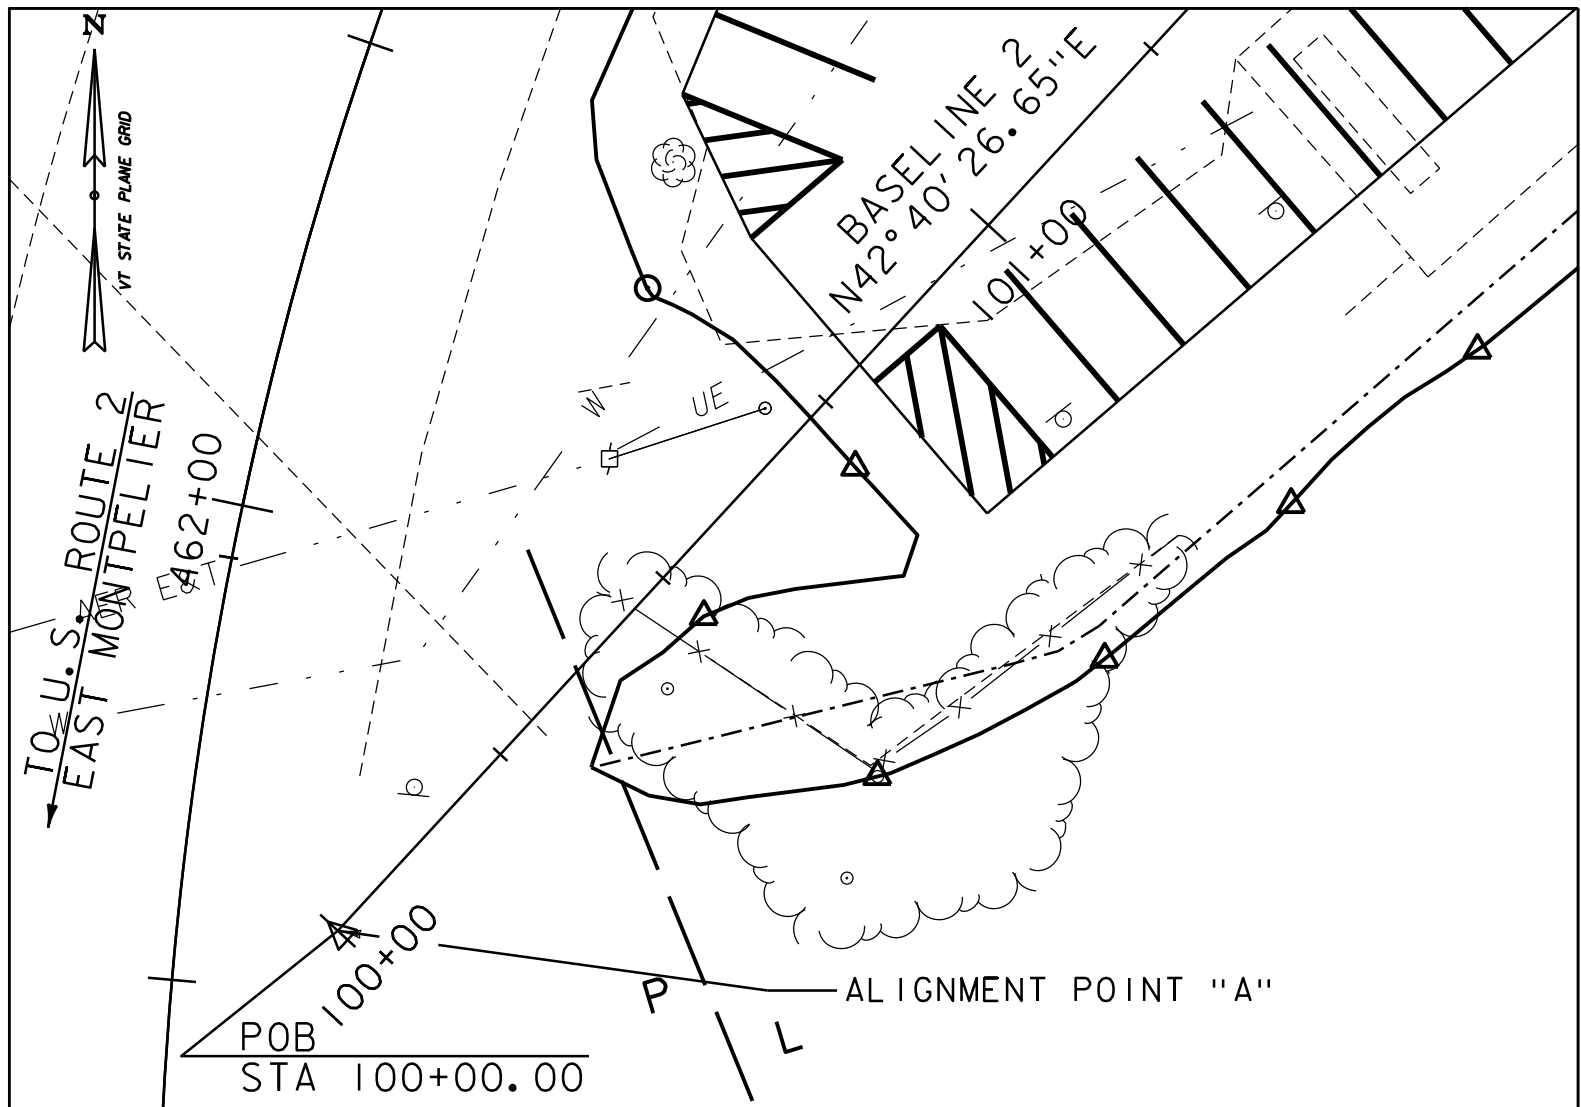 N
VT STATE PLANE GRID
BASELINE 2
N42°40'26.65"E
101+00
TO U.S. ROUTE 2
EAST MONTPELIER
462+00
W
UE
W
100+00
POB
STA 100+00.00
P
L
ALIGNMENT POINT "A"